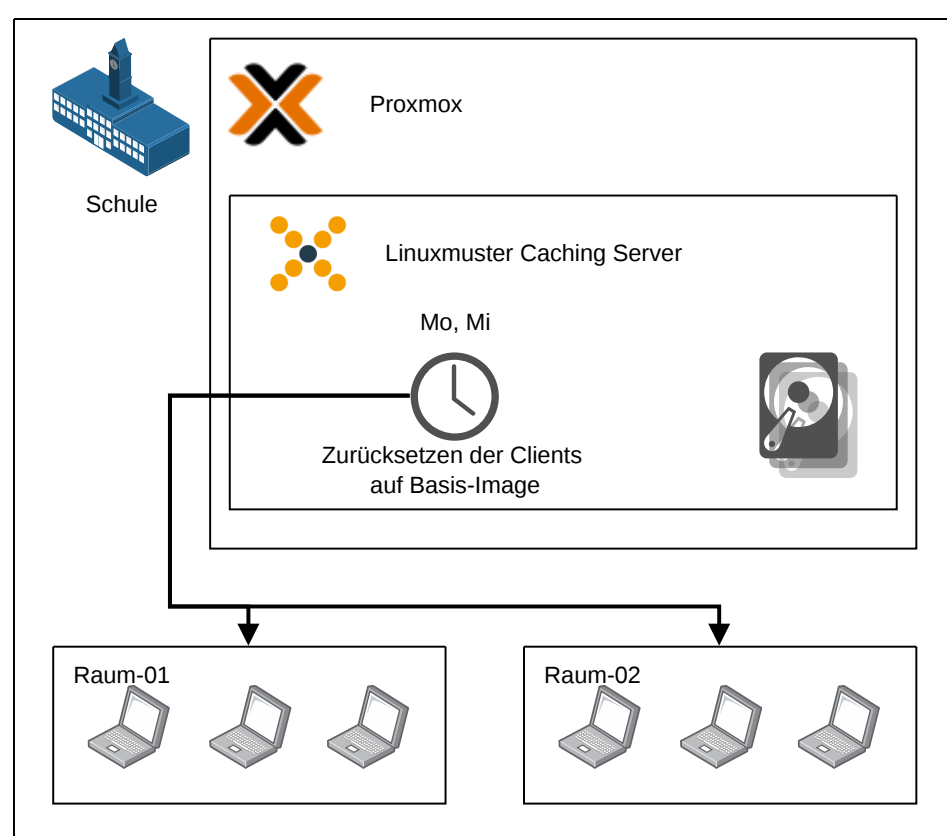 Proxmox
Schule
Linuxmuster Caching Server
Mo, Mi
Zurücksetzen der Clients
auf Basis-Image
Raum-01
Raum-02